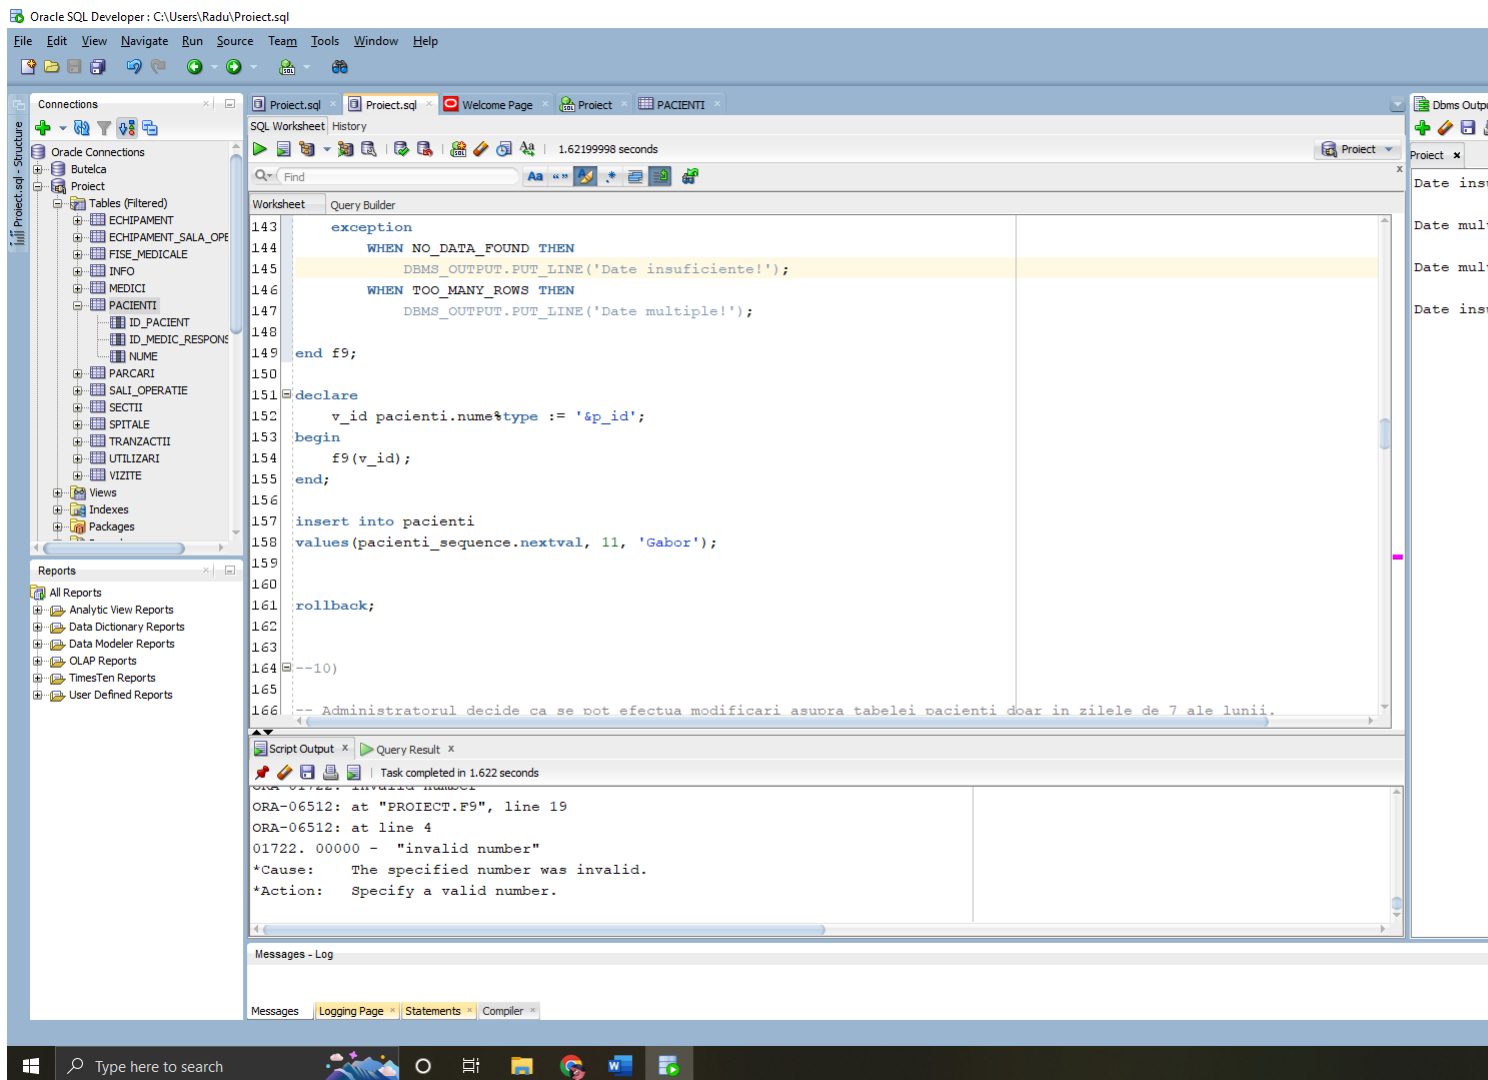 Oracle SQL Developer : C:\Users\Radu\Proiect.sql
File Edit View Navigate Run Source Team Tools Window Help
Connections
Proiect.sql - Structure
Oracle Connections
Butelca
Proiect
Tables (Filtered)
ECHIPAMENT
ECHIPAMENT_SALA_OPE
FISE_MEDICALE
INFO
MEDICI
PACIENTI
ID_PACIENT
ID_MEDIC_RESPONS
NUME
PARCARI
SALI_OPERATIE
SECTII
SPITALE
TRANZACTII
UTILIZARI
VIZITE
Views
Indexes
Packages
Reports
All Reports
Analytic View Reports
Data Dictionary Reports
Data Modeler Reports
OLAP Reports
TimesTen Reports
User Defined Reports
Proiect.sql Proiect.sql Welcome Page Proiect PACIENTI
SQL Worksheet History
1.62199998 seconds
Proiect
Find
Aa “” .*
Worksheet Query Builder
143 exception
144 WHEN NO_DATA_FOUND THEN
145 DBMS_OUTPUT.PUT_LINE('Date insuficiente!');
146 WHEN TOO_MANY_ROWS THEN
147 DBMS_OUTPUT.PUT_LINE('Date multiple!');
148
149 end f9;
150
151 declare
152 v_id pacienti.nume%type := '&p_id';
153 begin
154 f9(v_id);
155 end;
156
157 insert into pacienti
158 values(pacienti_sequence.nextval, 11, 'Gabor');
159
160
161 rollback;
162
163
164 --10)
165
166 -- Administratorul decide ca se pot efectua modificari asupra tabelei pacienti doar in zilele de 7 ale lunii.
Script Output Query Result
Task completed in 1.622 seconds
ORA-01722: invalid number
ORA-06512: at "PROIECT.F9", line 19
ORA-06512: at line 4
01722. 00000 - "invalid number"
*Cause: The specified number was invalid.
*Action: Specify a valid number.
Messages - Log
Messages Logging Page Statements Compiler
Dbms Outpu
Proiect
Date insu
Date mult
Date mult
Date insu
Type here to search